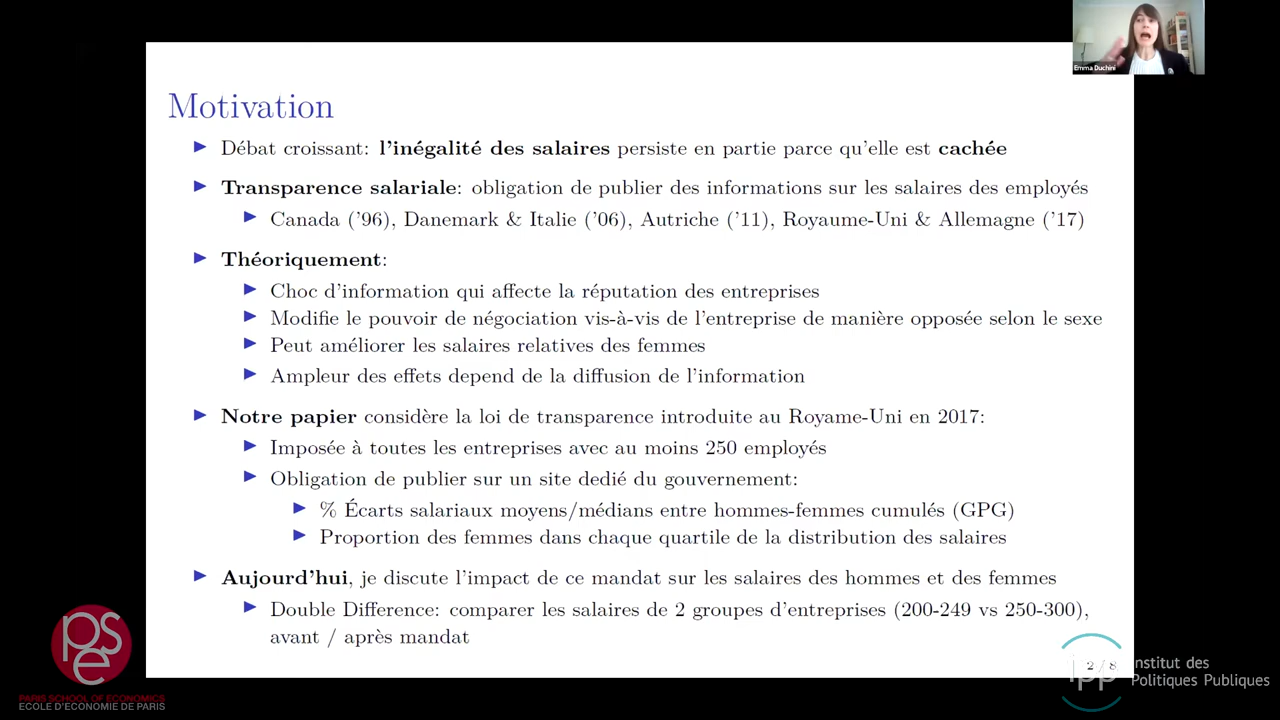 Emma Duchini
Motivation
Débat croissant: l'inégalité des salaires persiste en partie parce qu'elle est cachée
Transparence salariale: obligation de publier des informations sur les salaires des employés
Canada ('96), Danemark & Italie ('06), Autriche ('11), Royaume-Uni & Allemagne ('17)
Théoriquement:
Choc d'information qui affecte la réputation des entreprises
Modifie le pouvoir de négociation vis-à-vis de l'entreprise de manière opposée selon le sexe
Peut améliorer les salaires relatives des femmes
Ampleur des effets depend de la diffusion de l'information
Notre papier considère la loi de transparence introduite au Royame-Uni en 2017:
Imposée à toutes les entreprises avec au moins 250 employés
Obligation de publier sur un site dedié du gouvernement:
% Écarts salariaux moyens/médians entre hommes-femmes cumulés (GPG)
Proportion des femmes dans chaque quartile de la distribution des salaires
Aujourd'hui, je discute l'impact de ce mandat sur les salaires des hommes et des femmes
Double Difference: comparer les salaires de 2 groupes d'entreprises (200-249 vs 250-300),
avant / après mandat
2 / 8
pse
PARIS SCHOOL OF ECONOMICS
ECOLE D'ECONOMIE DE PARIS
ipp
Institut des
Politiques Publiques